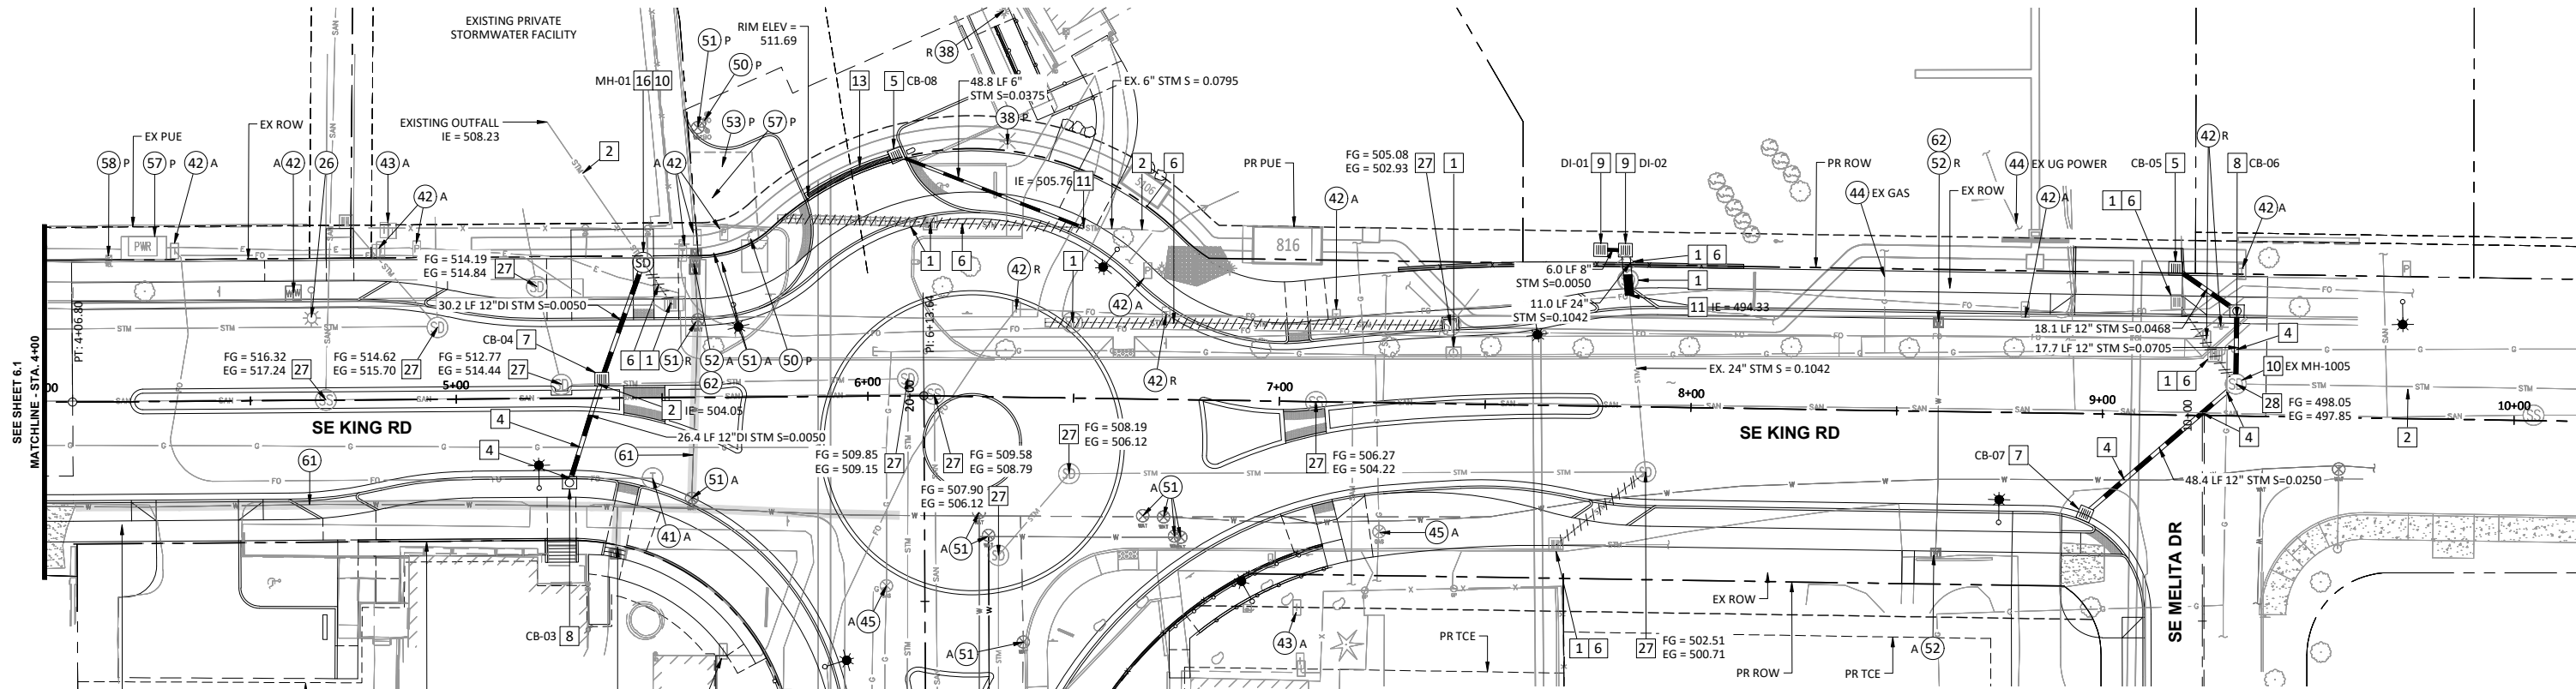 EXISTING PRIVATE
STORMWATER FACILITY
RIM ELEV =
511.69
51 P
50 P
R 38
MH-01 16 10
13
5 CB-08
48.8 LF 6"
STM S=0.0375
EX. 6" STM S = 0.0795
38 P
EXISTING OUTFALL
IE = 508.23
2
53 P
57 P
EX PUE
EX ROW
58 P
57 P
42 A
A 42
26
43 A
42 A
A 42
IE = 505.76 11
2
6
5106
PR PUE
FG = 505.08
EG = 502.93
27
1
DI-01 9
9 DI-02
62
52 R
44 EX UG POWER
PR ROW
44 EX GAS
EX ROW
42 A
CB-05 5
42 R
8 CB-06
1 6
42 A
PWR
816
FG = 514.19
EG = 514.84
27
SD
30.2 LF 12"DI STM S=0.0050
1
6
42 R
1
42 A
42 A
6.0 LF 8"
STM S=0.0050
11.0 LF 24"
STM S=0.1042
1 6
1
11 IE = 494.33
18.1 LF 12" STM S=0.0468
17.7 LF 12" STM S=0.0705
4
PT: 4+06.80
PI: 6+13.64
SEE SHEET 6.1
MATCHLINE - STA. 4+00
FG = 516.32
EG = 517.24
27
FG = 514.62
EG = 515.70
27
FG = 512.77
EG = 514.44
27
CB-04 7
6 1
51 R
52 A
51 A
50 P
62
42 R
EX. 24" STM S = 0.1042
10 EX MH-1005
1 6
28
FG = 498.05
EG = 497.85
00
5+00
6+00
20+00
7+00
8+00
9+00
10+00
10+00
2 IE = 504.05
4
26.4 LF 12"DI STM S=0.0050
SE KING RD
SE KING RD
4
61
61
51 A
FG = 509.85
EG = 509.15
27
27
FG = 509.58
EG = 508.79
27
FG = 508.19
EG = 506.12
FG = 507.90
EG = 506.12
27
27
FG = 506.27
EG = 504.22
A 51
CB-07 7
4
4
2
48.4 LF 12" STM S=0.0250
41 A
A 51
45 A
A 45
A 51
CB-03 8
43 A
EX ROW
PR TCE
1 6
27
FG = 502.51
EG = 500.71
PR ROW
PR TCE
A 52
SE MELITA DR